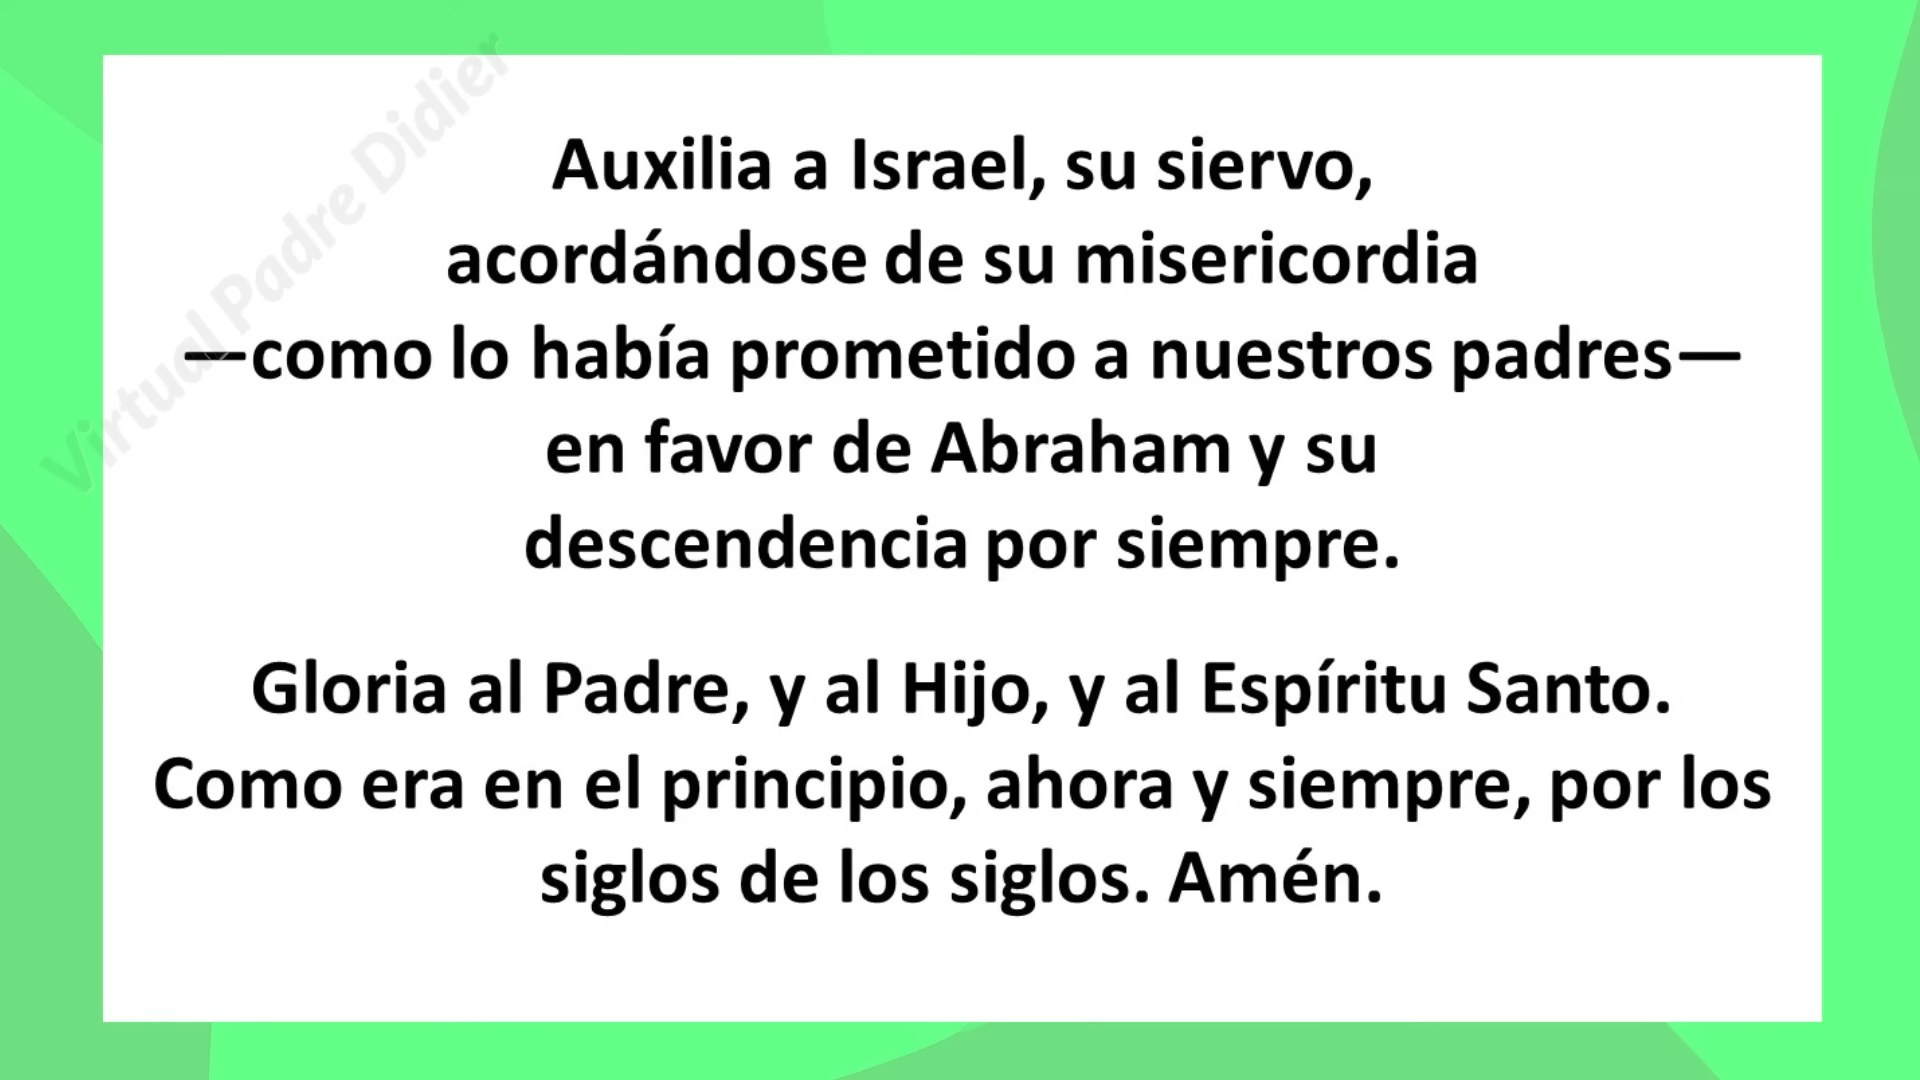 Virtual Padre Didier
Auxilia a Israel, su siervo,
acordándose de su misericordia
—como lo había prometido a nuestros padres—
en favor de Abraham y su
descendencia por siempre.
Gloria al Padre, y al Hijo, y al Espíritu Santo.
Como era en el principio, ahora y siempre, por los
siglos de los siglos. Amén.